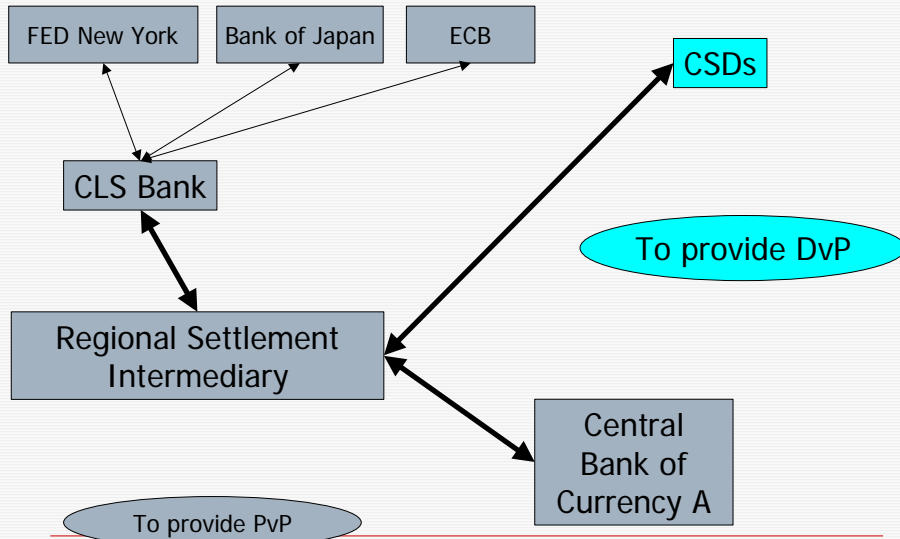 FED New York
Bank of Japan
ECB
CSDs
CLS Bank
To provide DvP
Regional Settlement
Intermediary
Central
Bank of
Currency A
To provide PvP